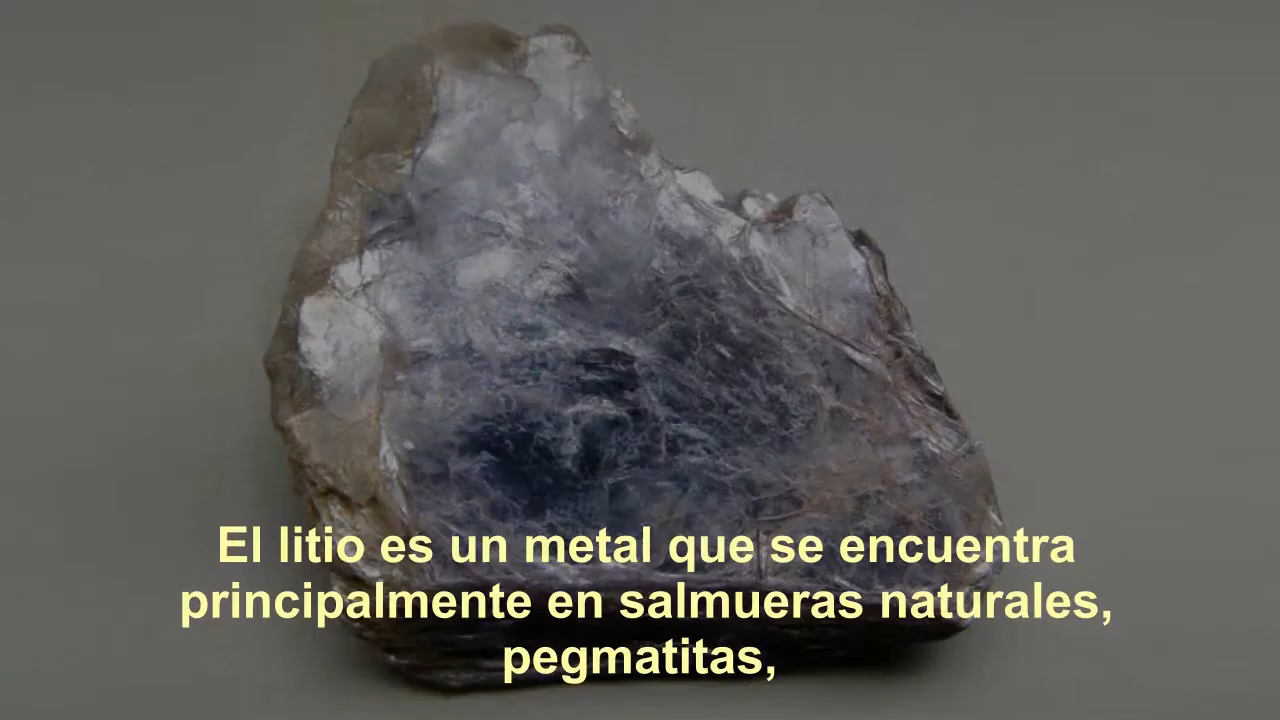 El litio es un metal que se encuentra
principalmente en salmueras naturales,
pegmatitas,